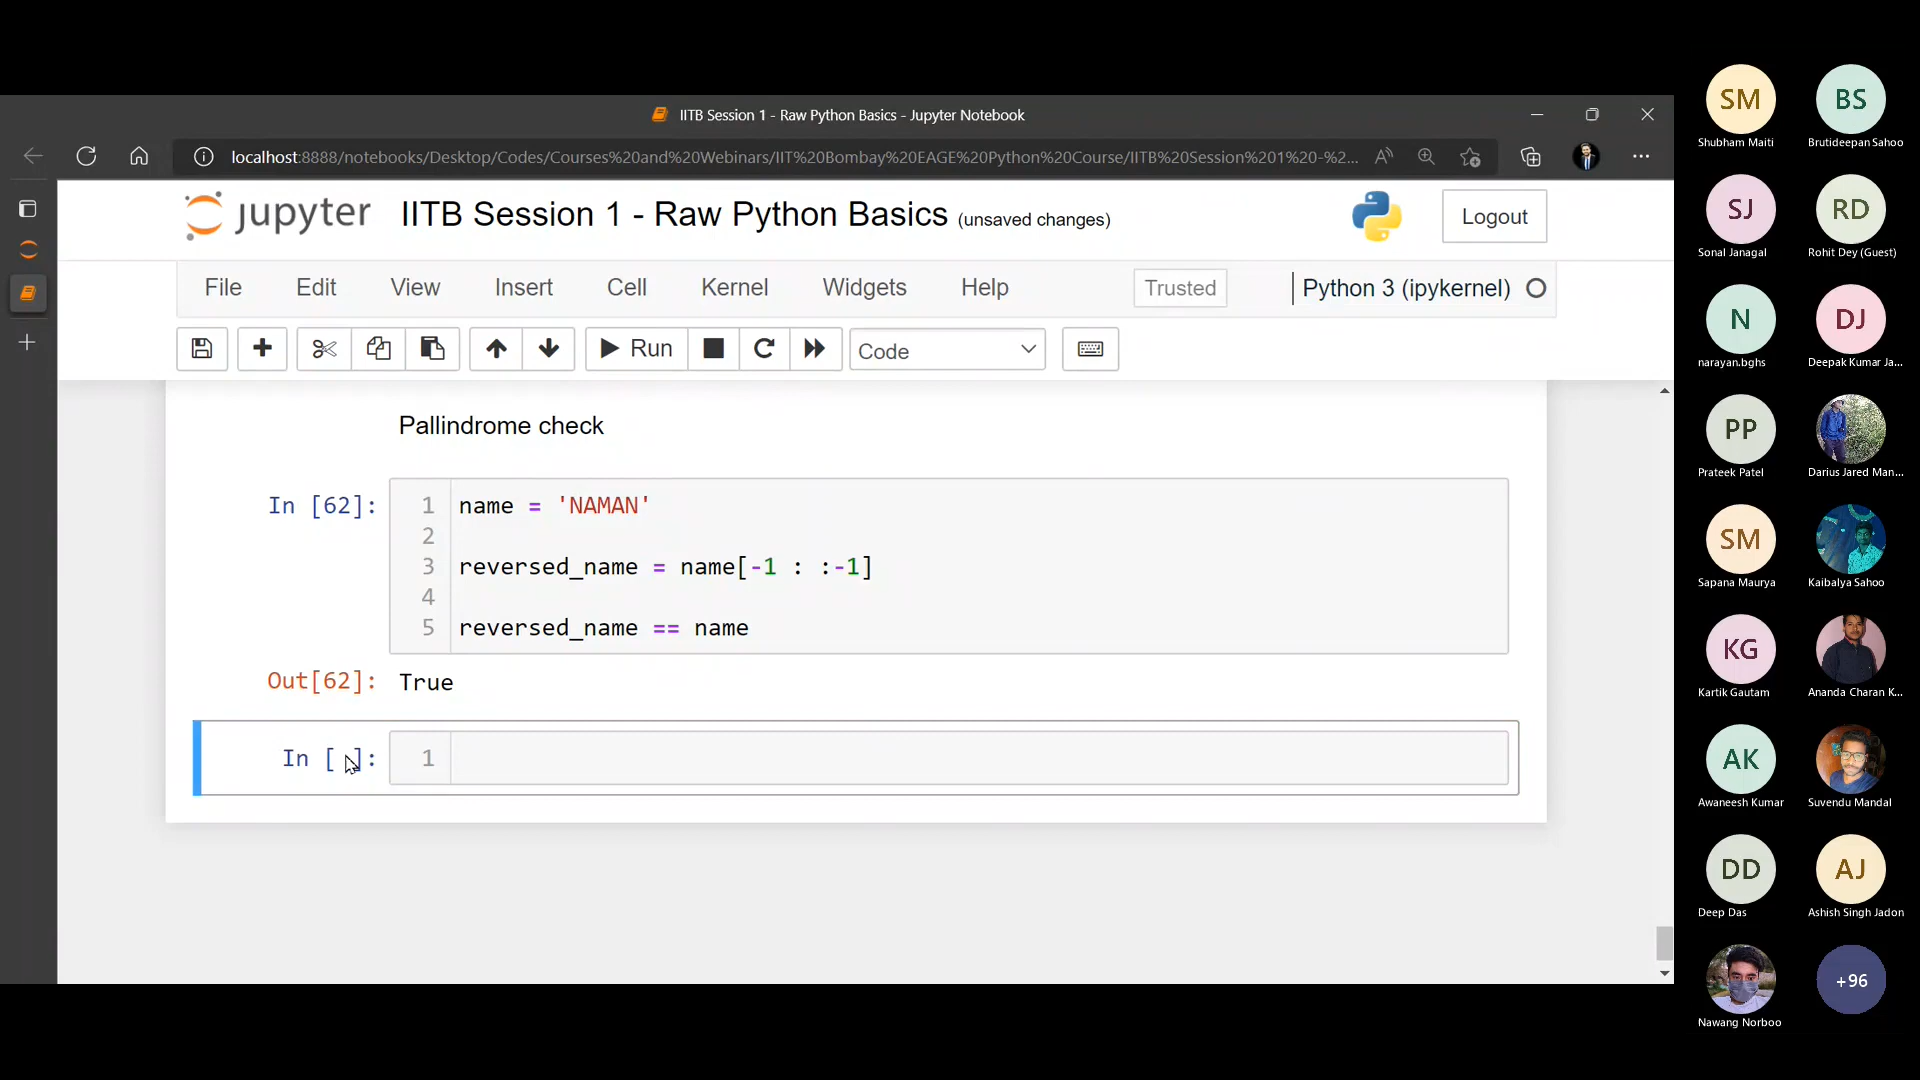 IITB Session 1 - Raw Python Basics - Jupyter Notebook
localhost:8888/notebooks/Desktop/Codes/Courses%20and%20Webinars/IIT%20Bombay%20EAGE%20Python%20Course/IITB%20Session%201%20-%2...
jupyter IITB Session 1 - Raw Python Basics (unsaved changes)
Logout
File Edit View Insert Cell Kernel Widgets Help Trusted Python 3 (ipykernel)
Run Code
Pallindrome check
In [62]: 1 name = 'NAMAN'
2
3 reversed_name = name[-1 : :-1]
4
5 reversed_name == name
Out[62]: True
In [ ]: 1
SM BS
Shubham Maiti Brutideepan Sahoo
SJ RD
Sonal Janagal Rohit Dey (Guest)
N DJ
narayan.bghs Deepak Kumar Ja...
PP
Prateek Patel Darius Jared Man...
SM
Sapana Maurya Kaibalya Sahoo
KG
Kartik Gautam Ananda Charan K...
AK
Awaneesh Kumar Suvendu Mandal
DD AJ
Deep Das Ashish Singh Jadon
+96
Nawang Norboo